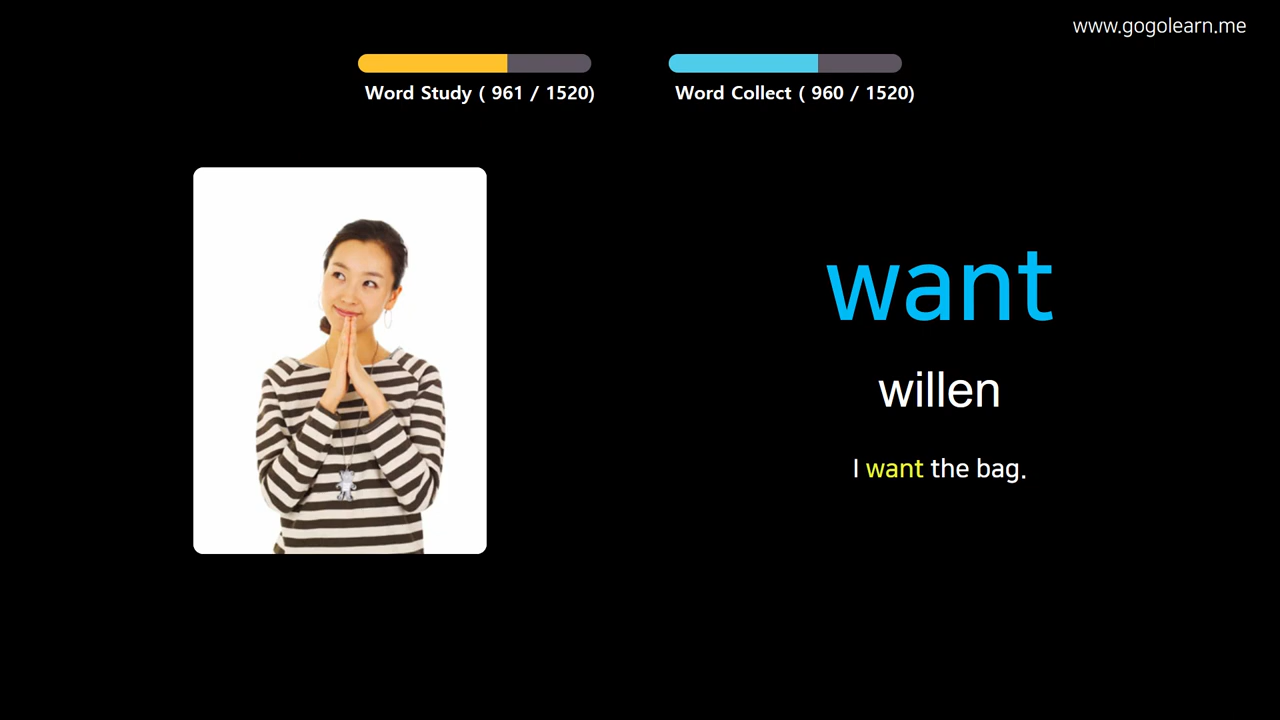 www.gogolearn.me
Word Study ( 961 / 1520)
Word Collect ( 960 / 1520)
want
willen
I want the bag.